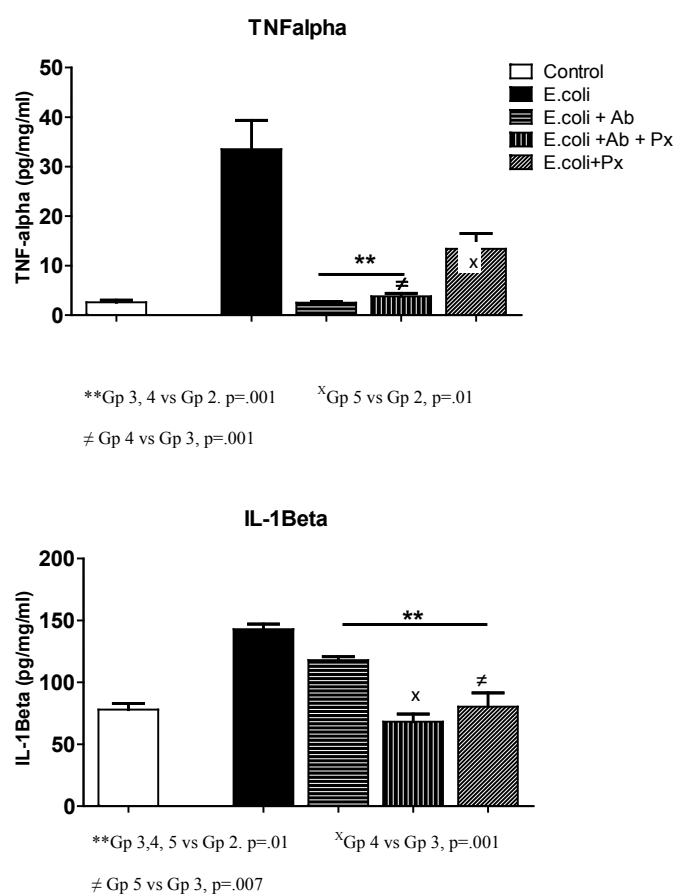 TNFalpha
50
40
30
20
10
0
TNF-alpha (pg/mg/ml)
**
≠
x
Control
E.coli
E.coli + Ab
E.coli +Ab + Px
E.coli+Px
**Gp 3, 4 vs Gp 2. p=.001 XGp 5 vs Gp 2, p=.01
≠ Gp 4 vs Gp 3, p=.001
IL-1Beta
200
150
100
50
0
IL-1Beta (pg/mg/ml)
**
x
≠
**Gp 3,4, 5 vs Gp 2. p=.01 XGp 4 vs Gp 3, p=.001
≠ Gp 5 vs Gp 3, p=.007